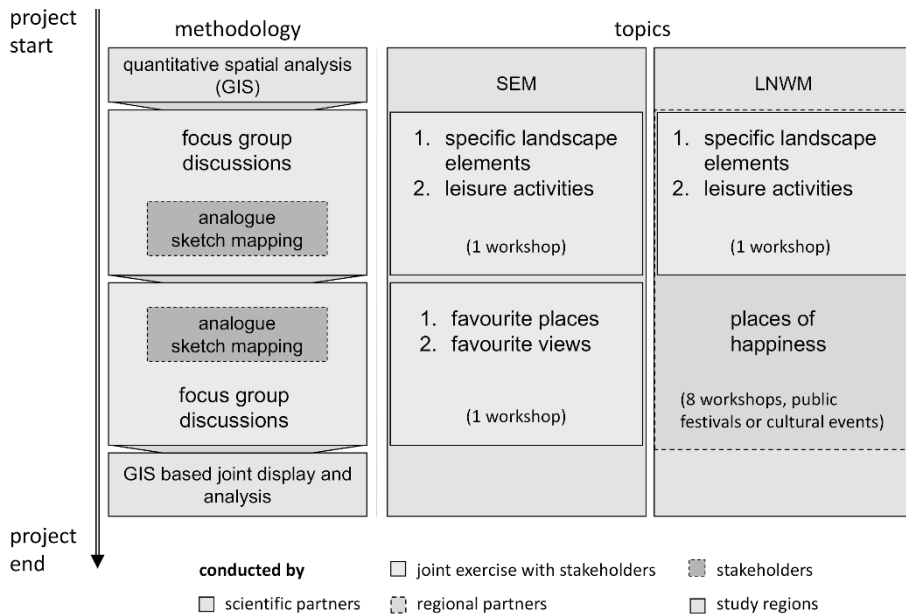 project
start
methodology
topics
quantitative spatial analysis
(GIS)
SEM
LNWM
focus group
discussions
analogue
sketch mapping
1. specific landscape
elements
2. leisure activities
(1 workshop)
1. specific landscape
elements
2. leisure activities
(1 workshop)
analogue
sketch mapping
focus group
discussions
1. favourite places
2. favourite views
(1 workshop)
places of
happiness
(8 workshops, public
festivals or cultural events)
GIS based joint display and
analysis
project
end
conducted by
joint exercise with stakeholders
stakeholders
scientific partners
regional partners
study regions